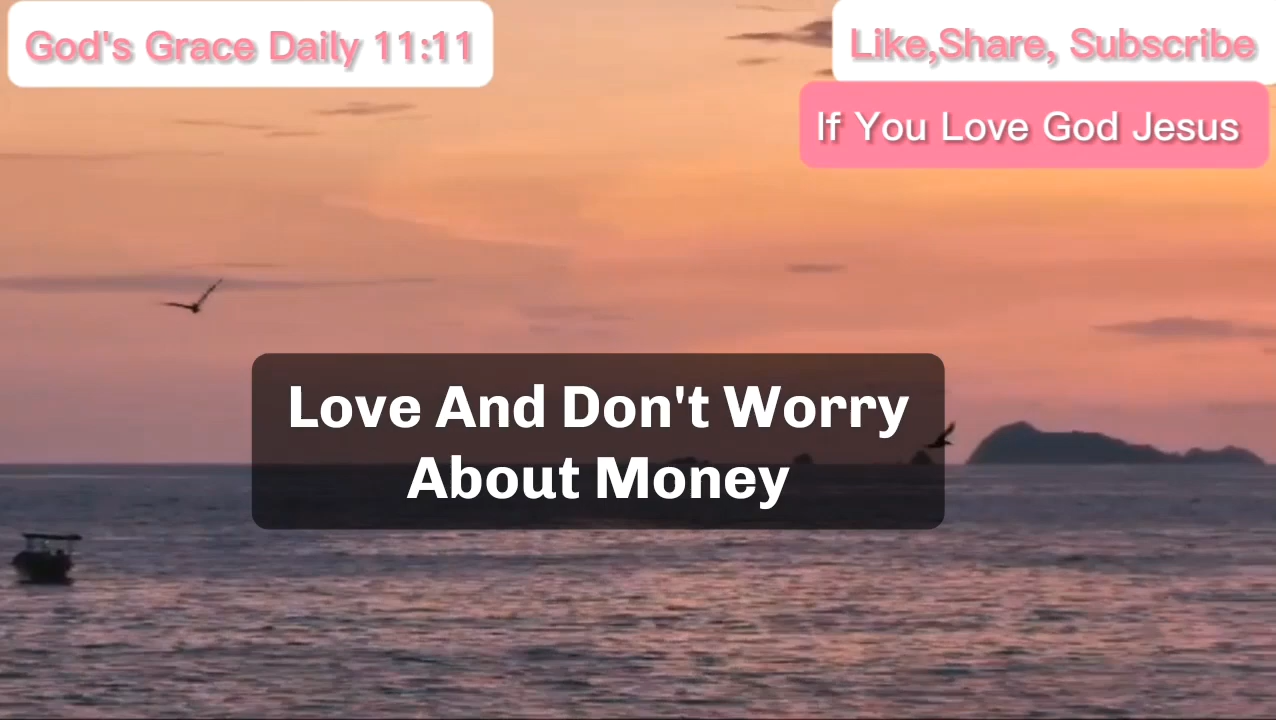 God's Grace Daily 11:11
Like,Share, Subscribe
If You Love God Jesus
Love And Don't Worry
About Money